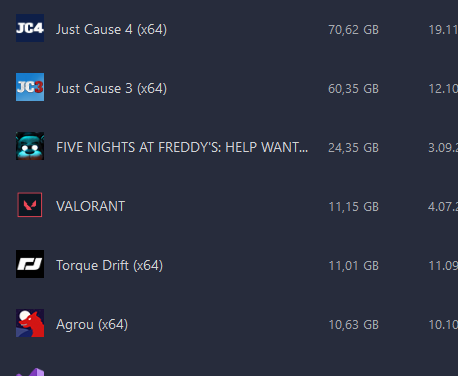 JC4 Just Cause 4 (x64) 70,62 GB 19.11
JC3 Just Cause 3 (x64) 60,35 GB 12.10
FIVE NIGHTS AT FREDDY'S: HELP WANT... 24,35 GB 3.09.2
VALORANT 11,15 GB 4.07.2
Torque Drift (x64) 11,01 GB 11.09
Agrou (x64) 10,63 GB 10.10